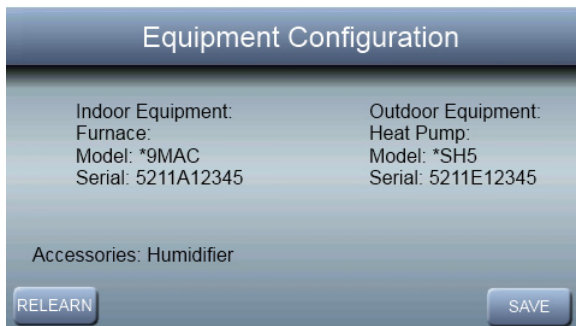 Equipment Configuration
Indoor Equipment:
Furnace:
Model: *9MAC
Serial: 5211A12345
Outdoor Equipment:
Heat Pump:
Model: *SH5
Serial: 5211E12345
Accessories: Humidifier
RELEARN
SAVE